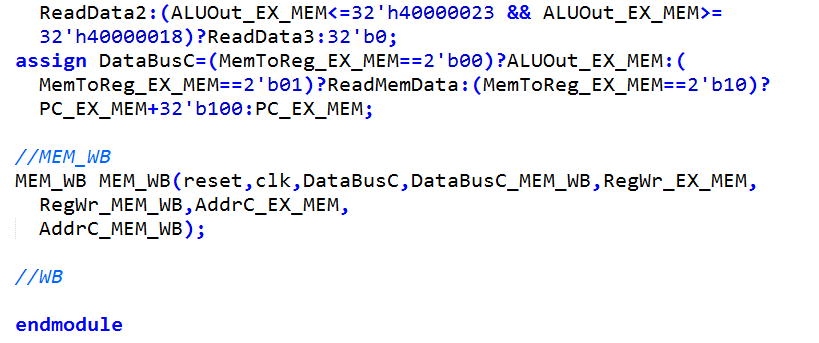 ReadData2:(ALUOut_EX_MEM<=32'h40000023 && ALUOut_EX_MEM>=
32'h40000018)?ReadData3:32'b0;
assign DataBusC=(MemToReg_EX_MEM==2'b00)?ALUOut_EX_MEM:(
MemToReg_EX_MEM==2'b01)?ReadMemData:(MemToReg_EX_MEM==2'b10)?
PC_EX_MEM+32'b100:PC_EX_MEM;
//MEM_WB
MEM_WB MEM_WB(reset,clk,DataBusC,DataBusC_MEM_WB,RegWr_EX_MEM,
RegWr_MEM_WB,AddrC_EX_MEM,
AddrC_MEM_WB);
//WB
endmodule